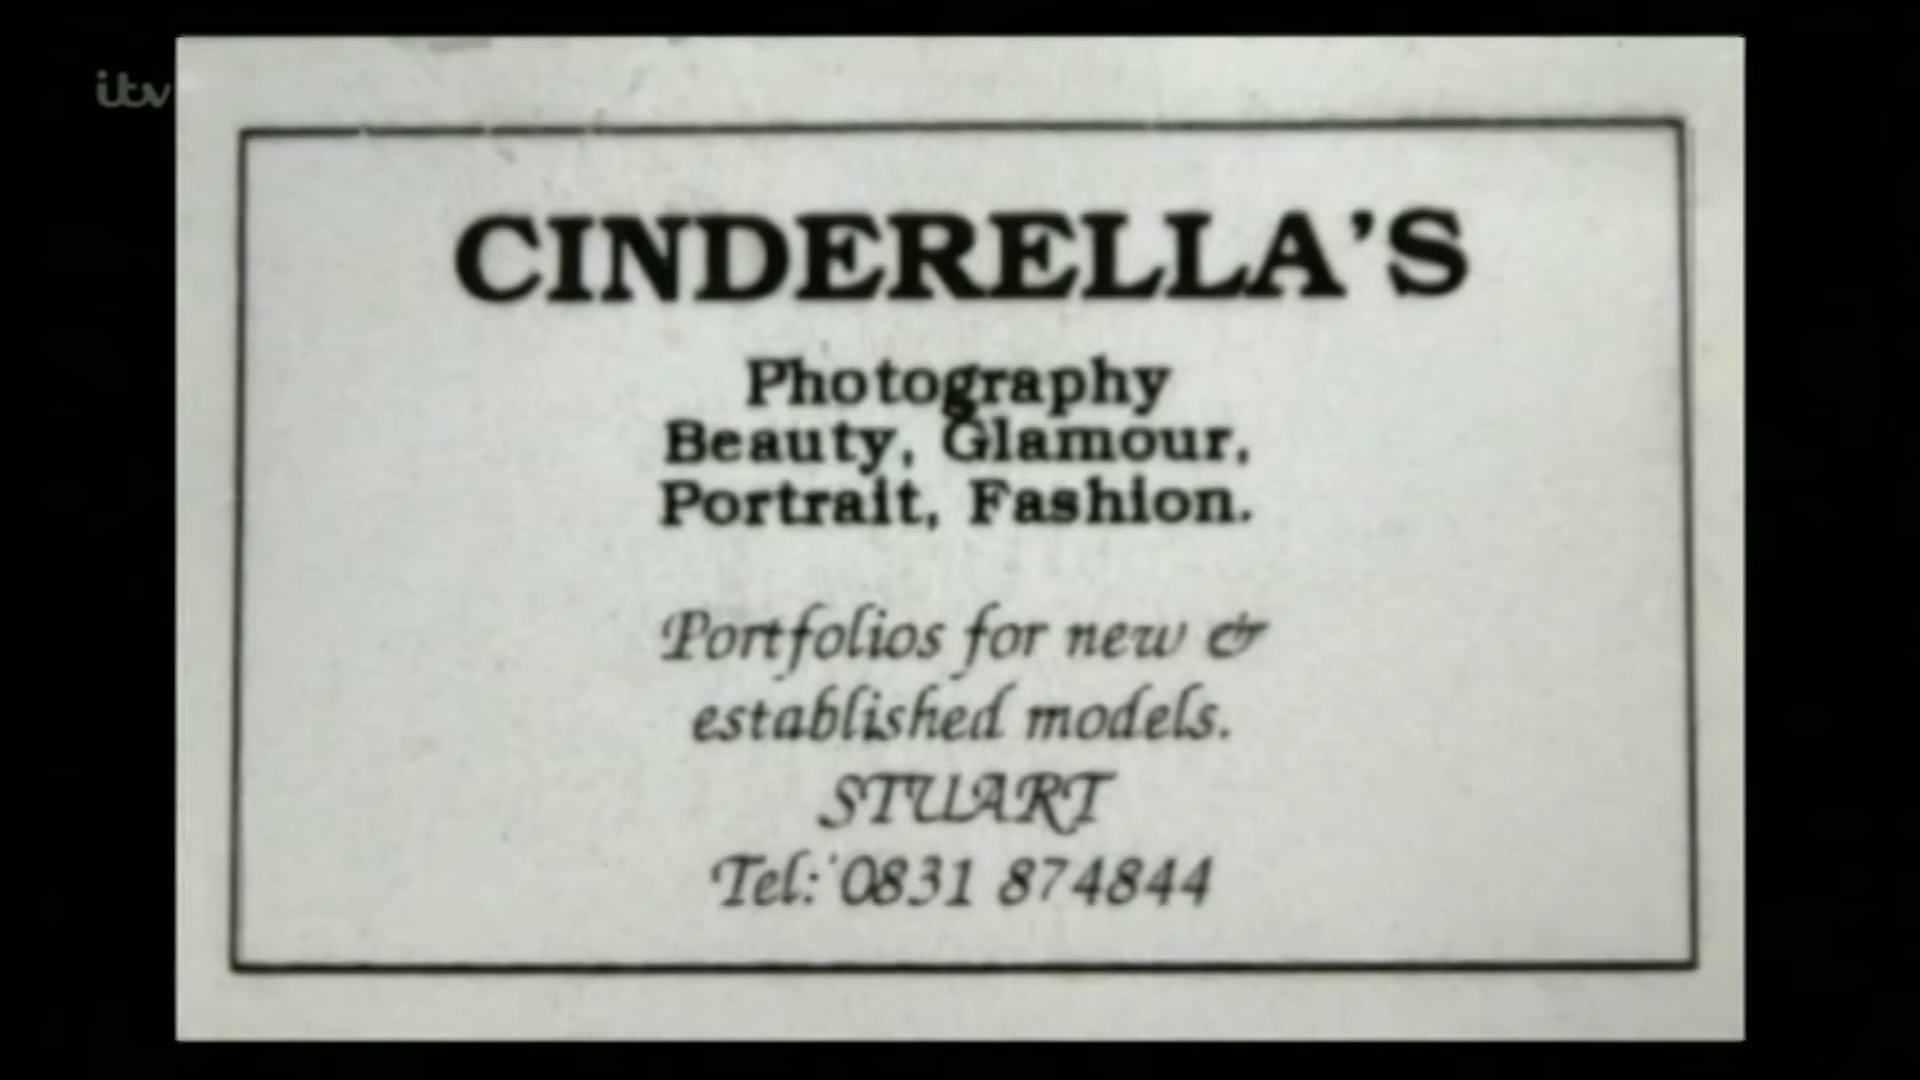 itv
CINDERELLA'S
Photography
Beauty, Glamour,
Portrait, Fashion.
Portfolios for new &
established models.
STUART
Tel: 0831 874844